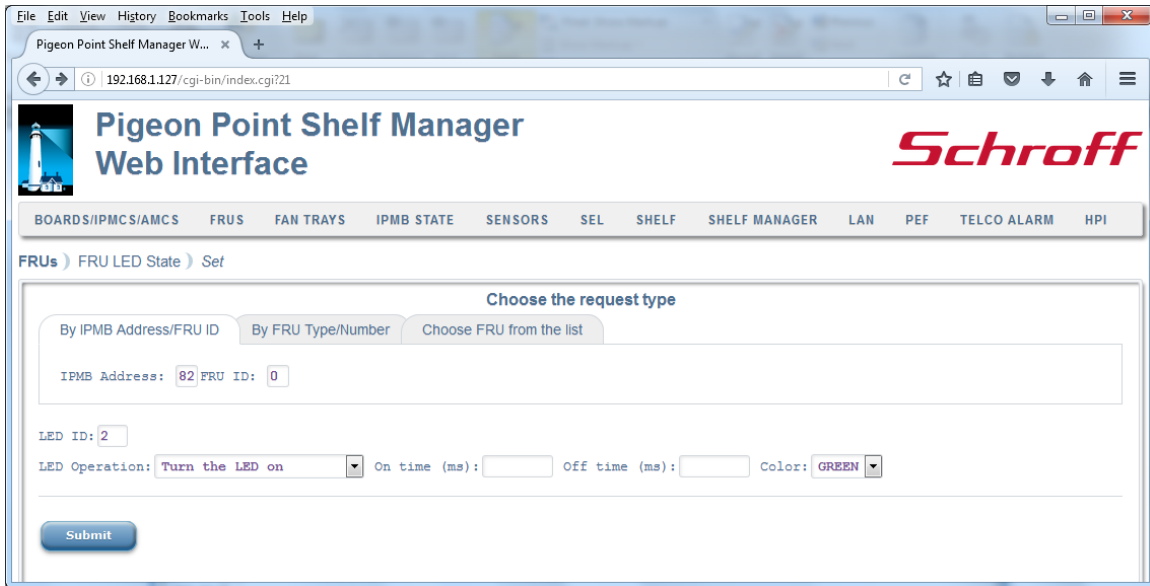 File Edit View History Bookmarks Tools Help
Pigeon Point Shelf Manager W... × +
192.168.1.127/cgi-bin/index.cgi?21
Pigeon Point Shelf Manager
Web Interface
Schroff
BOARDS/IPMCS/AMCS FRUS FAN TRAYS IPMB STATE SENSORS SEL SHELF SHELF MANAGER LAN PEF TELCO ALARM HPI
FRUs ) FRU LED State ) Set
Choose the request type
By IPMB Address/FRU ID By FRU Type/Number Choose FRU from the list
IPMB Address: 82 FRU ID: 0
LED ID: 2
LED Operation: Turn the LED on On time (ms): Off time (ms): Color: GREEN
Submit